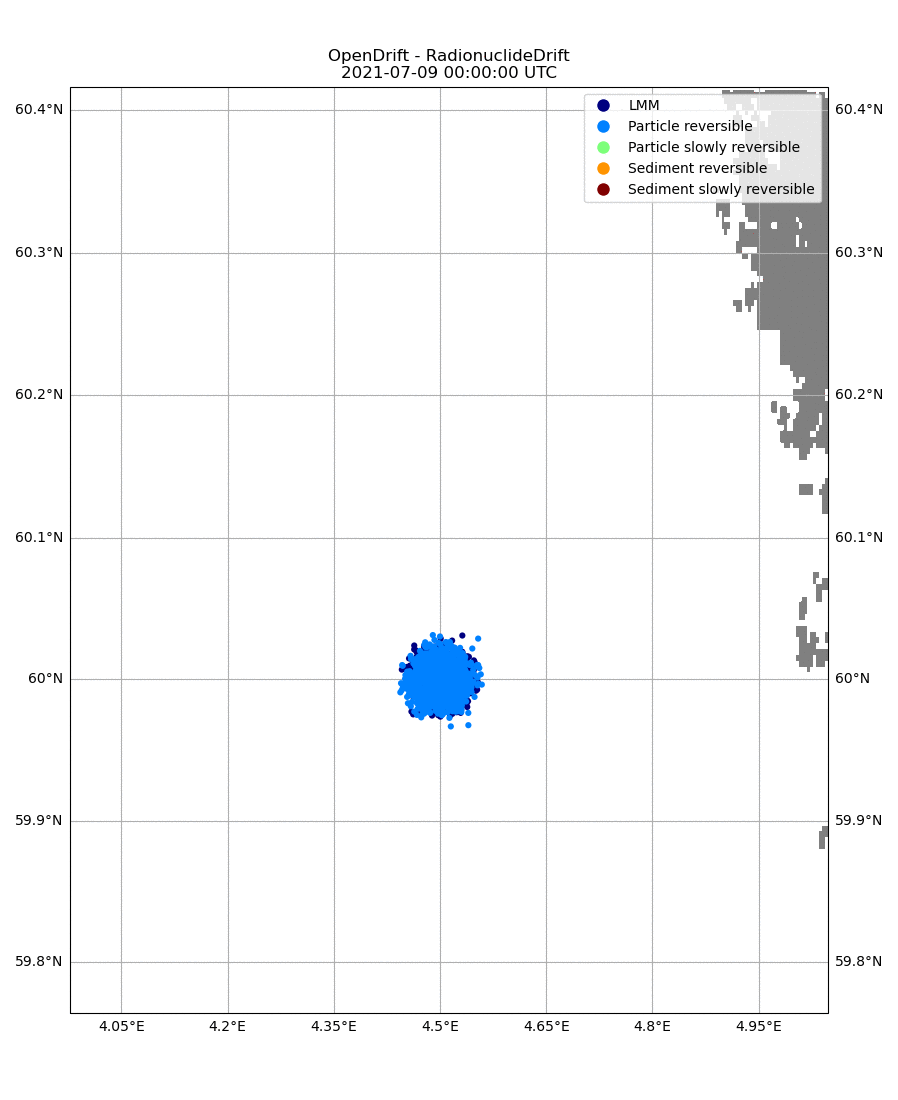 OpenDrift - RadionuclideDrift
2021-07-09 00:00:00 UTC
LMM
Particle reversible
Particle slowly reversible
Sediment reversible
Sediment slowly reversible
60.4°N 60.4°N
60.3°N 60.3°N
60.2°N 60.2°N
60.1°N 60.1°N
60°N 60°N
59.9°N 59.9°N
59.8°N 59.8°N
4.05°E 4.2°E 4.35°E 4.5°E 4.65°E 4.8°E 4.95°E